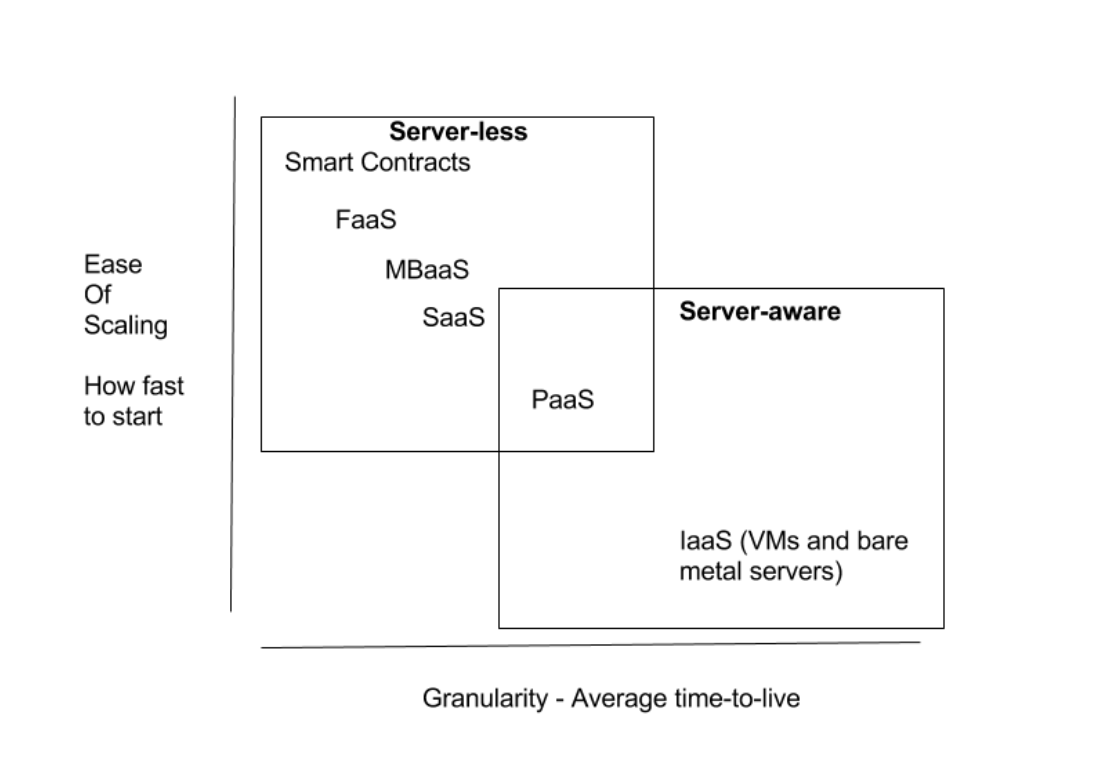 Server-less
Smart Contracts
FaaS
MBaaS
SaaS
Ease
Of
Scaling
How fast
to start
Server-aware
PaaS
IaaS (VMs and bare
metal servers)
Granularity - Average time-to-live